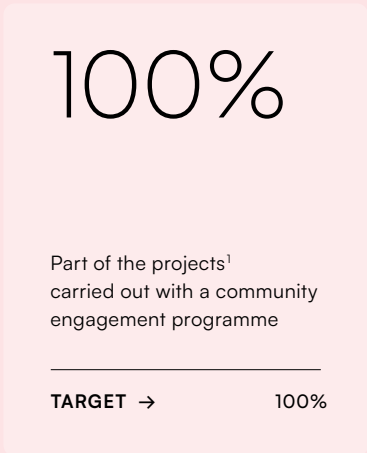 100%
Part of the projects¹
carried out with a community
engagement programme
TARGET → 100%